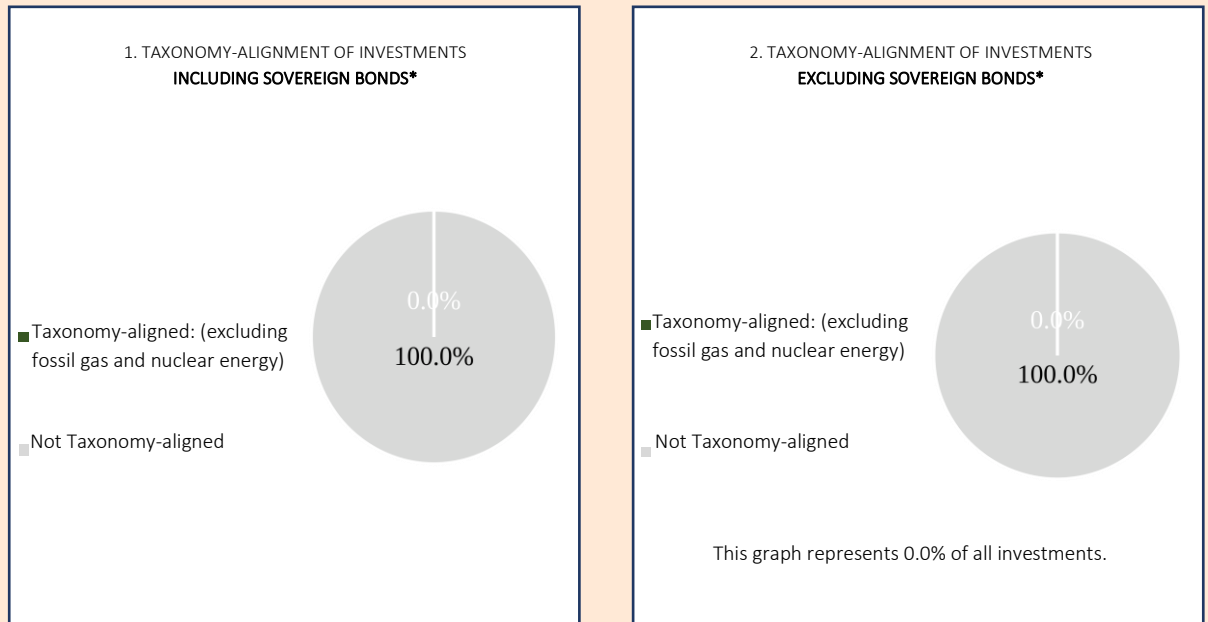 1. TAXONOMY-ALIGNMENT OF INVESTMENTS
INCLUDING SOVEREIGN BONDS*
0.0%
100.0%
Taxonomy-aligned: (excluding
fossil gas and nuclear energy)
Not Taxonomy-aligned
2. TAXONOMY-ALIGNMENT OF INVESTMENTS
EXCLUDING SOVEREIGN BONDS*
0.0%
100.0%
Taxonomy-aligned: (excluding
fossil gas and nuclear energy)
Not Taxonomy-aligned
This graph represents 0.0% of all investments.